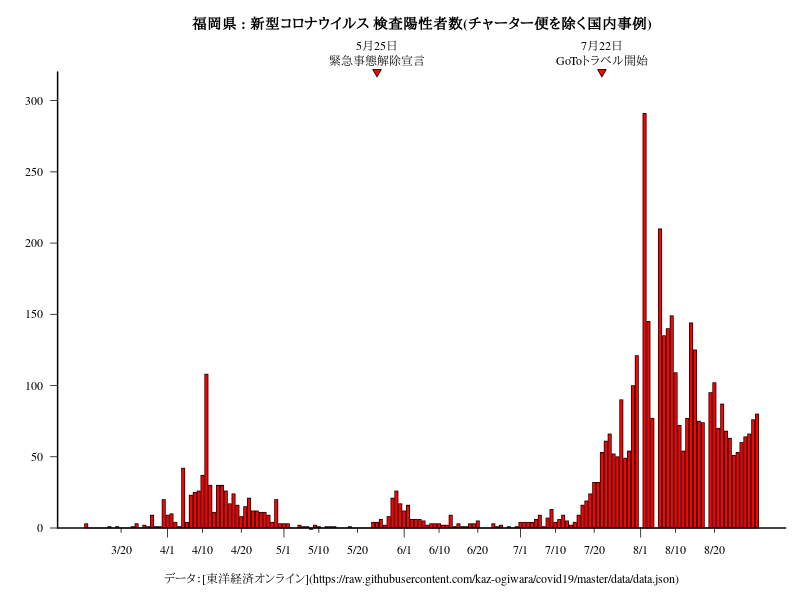 福岡県 : 新型コロナウイルス 検査陽性者数(チャーター便を除く国内事例)
5月25日
緊急事態解除宣言
7月22日
GoToトラベル開始
300
250
200
150
100
50
0
3/20 4/1 4/10 4/20 5/1 5/10 5/20 6/1 6/10 6/20 7/1 7/10 7/20 8/1 8/10 8/20
データ : [東洋経済オンライン](https://raw.githubusercontent.com/kaz-ogiwara/covid19/master/data/data.json)